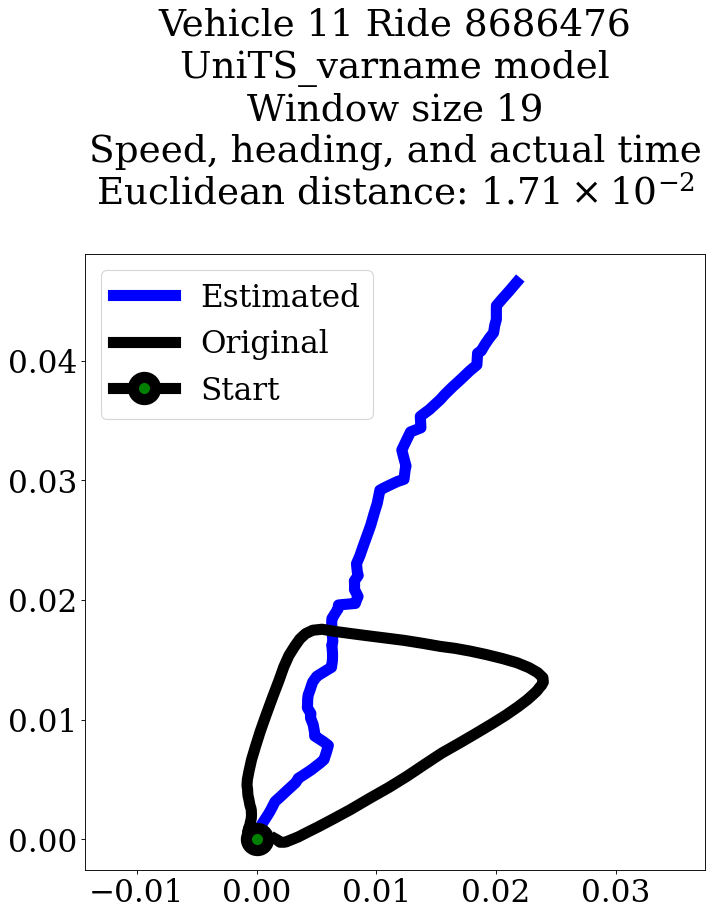 Vehicle 11 Ride 8686476
UniTS_varname model
Window size 19
Speed, heading, and actual time
Euclidean distance: 1.71 × 10⁻²
Estimated
Original
Start
0.04
0.03
0.02
0.01
0.00
−0.01 0.00 0.01 0.02 0.03